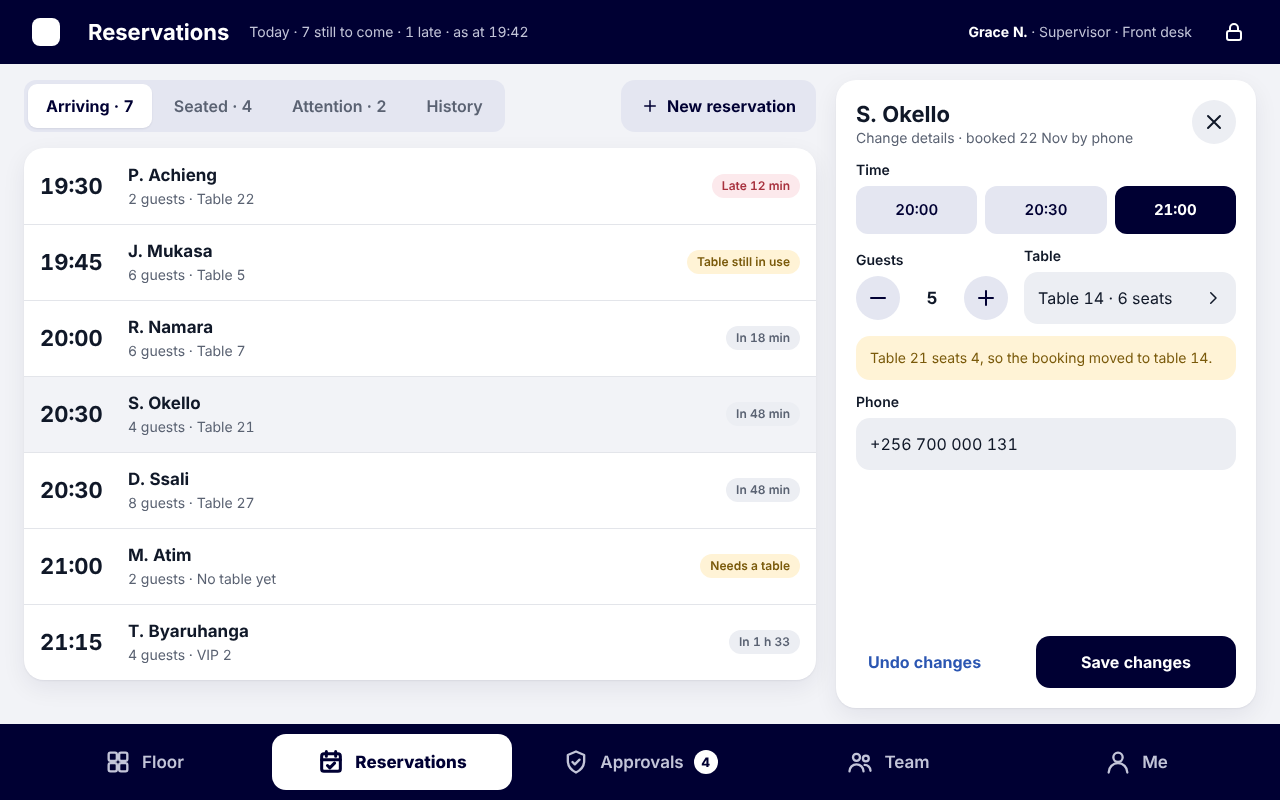 Reservations
Today · 7 still to come · 1 late · as at 19:42
Grace N. · Supervisor · Front desk
Arriving · 7
Seated · 4
Attention · 2
History
New reservation
19:30
P. Achieng
2 guests · Table 22
Late 12 min
19:45
J. Mukasa
6 guests · Table 5
Table still in use
20:00
R. Namara
6 guests · Table 7
In 18 min
20:30
S. Okello
4 guests · Table 21
In 48 min
20:30
D. Ssali
8 guests · Table 27
In 48 min
21:00
M. Atim
2 guests · No table yet
Needs a table
21:15
T. Byaruhanga
4 guests · VIP 2
In 1 h 33
S. Okello
Change details · booked 22 Nov by phone
Time
20:00
20:30
21:00
Guests
5
Table
Table 14 · 6 seats
Table 21 seats 4, so the booking moved to table 14.
Phone
+256 700 000 131
Undo changes
Save changes
Floor
Reservations
Approvals
4
Team
Me